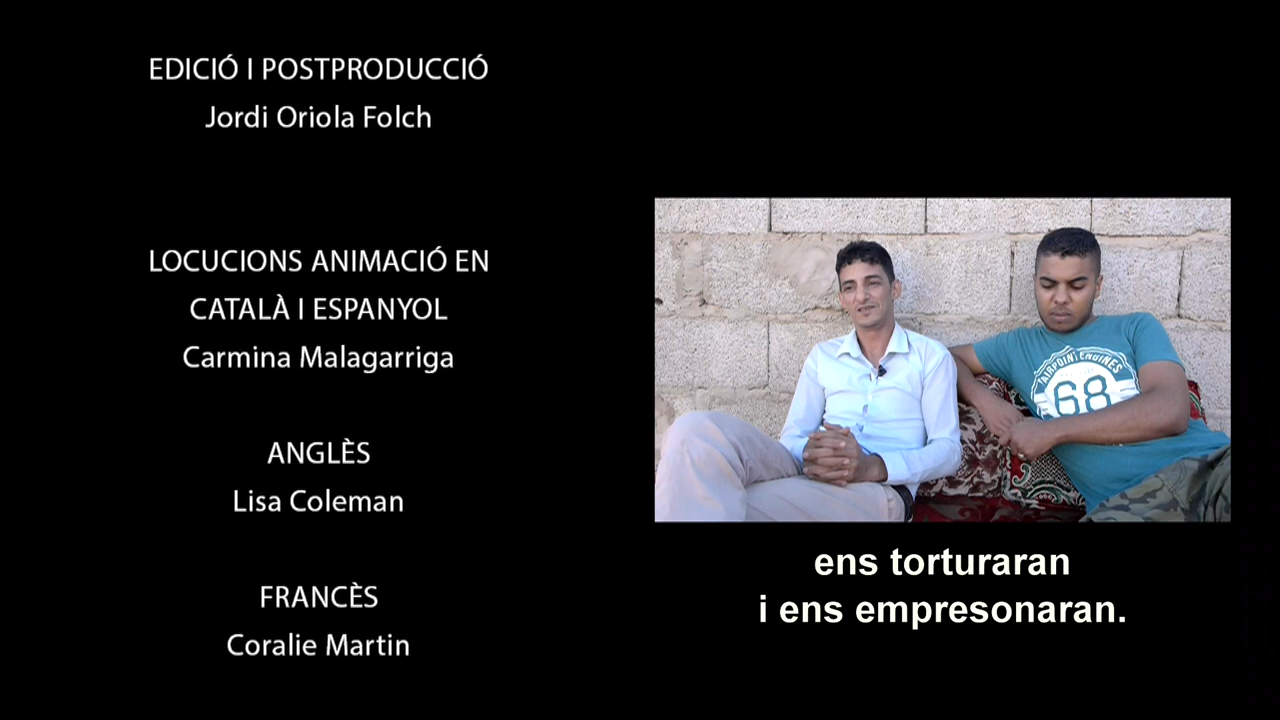 EDICIÓ I POSTPRODUCCIÓ
Jordi Oriola Folch
LOCUCIONS ANIMACIÓ EN
CATALÀ I ESPANYOL
Carmina Malagarriga
ANGLÈS
Lisa Coleman
FRANCÈS
Coralie Martin
"AIRPOIN' ENGINES
68
ens torturaran
i ens empresonaran.